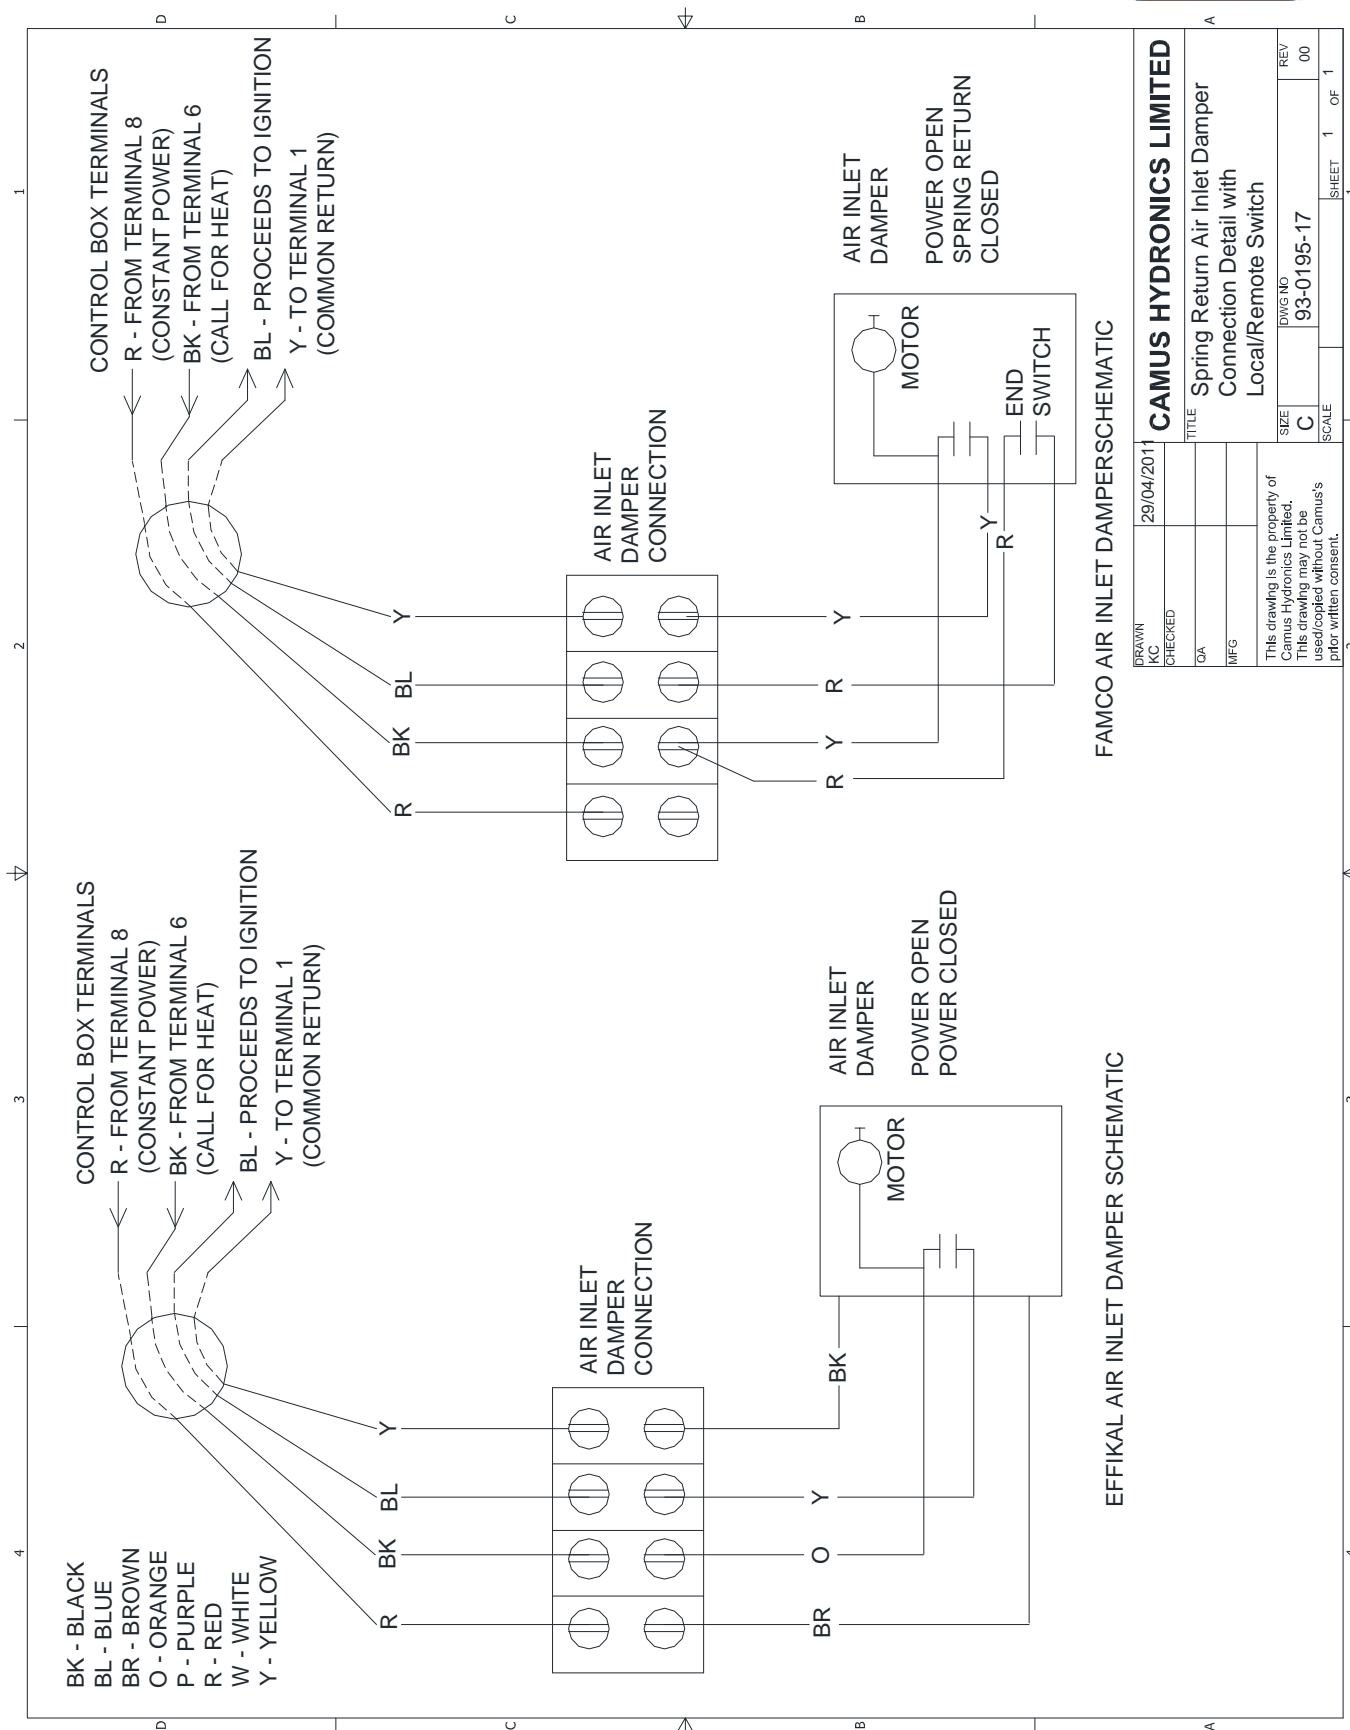 4
3
2
1
D
C
B
A
BK - BLACK
BL - BLUE
BR - BROWN
O - ORANGE
P - PURPLE
R - RED
W - WHITE
Y - YELLOW
CONTROL BOX TERMINALS
R - FROM TERMINAL 8
(CONSTANT POWER)
BK - FROM TERMINAL 6
(CALL FOR HEAT)
BL - PROCEEDS TO IGNITION
Y - TO TERMINAL 1
(COMMON RETURN)
R
BK
BL
Y
AIR INLET
DAMPER
CONNECTION
BR
O
Y
BK
MOTOR
AIR INLET
DAMPER
POWER OPEN
POWER CLOSED
EFFIKAL AIR INLET DAMPER SCHEMATIC
CONTROL BOX TERMINALS
R - FROM TERMINAL 8
(CONSTANT POWER)
BK - FROM TERMINAL 6
(CALL FOR HEAT)
BL - PROCEEDS TO IGNITION
Y - TO TERMINAL 1
(COMMON RETURN)
R
BK
BL
Y
AIR INLET
DAMPER
CONNECTION
R
Y
R
Y
Y
R
MOTOR
END
SWITCH
AIR INLET
DAMPER
POWER OPEN
SPRING RETURN
CLOSED
FAMCO AIR INLET DAMPERSCHEMATIC
DRAWN
KC
29/04/2011
CHECKED
QA
MFG
This drawing is the property of
Camus Hydronics Limited.
This drawing may not be
used/copied without Camus's
prior written consent.
CAMUS HYDRONICS LIMITED
TITLE
Spring Return Air Inlet Damper
Connection Detail with
Local/Remote Switch
SIZE
C
DWG NO
93-0195-17
REV
00
SCALE
SHEET 1 OF 1
D
C
B
A